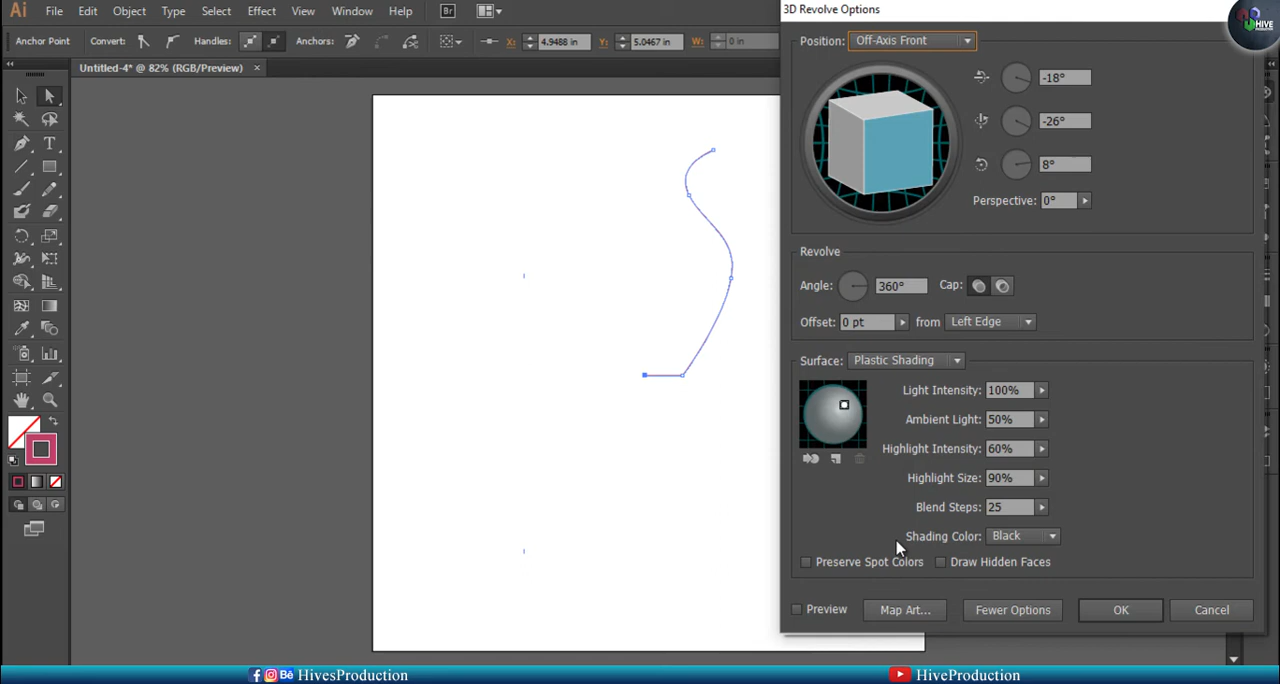 Ai File Edit Object Type Select Effect View Window Help Br
3D Revolve Options
HIVE
Anchor Point Convert: Handles: Anchors: X: 4.9488 in Y: 5.0467 in W: 0 in
Untitled-4* @ 82% (RGB/Preview) ×
Position: Off-Axis Front
-18°
-26°
8°
Perspective: 0°
Revolve
Angle: 360° Cap:
Offset: 0 pt from Left Edge
Surface: Plastic Shading
Light Intensity: 100%
Ambient Light: 50%
Highlight Intensity: 60%
Highlight Size: 90%
Blend Steps: 25
Shading Color: Black
Preserve Spot Colors Draw Hidden Faces
Preview Map Art... Fewer Options OK Cancel
HivesProduction
HiveProduction